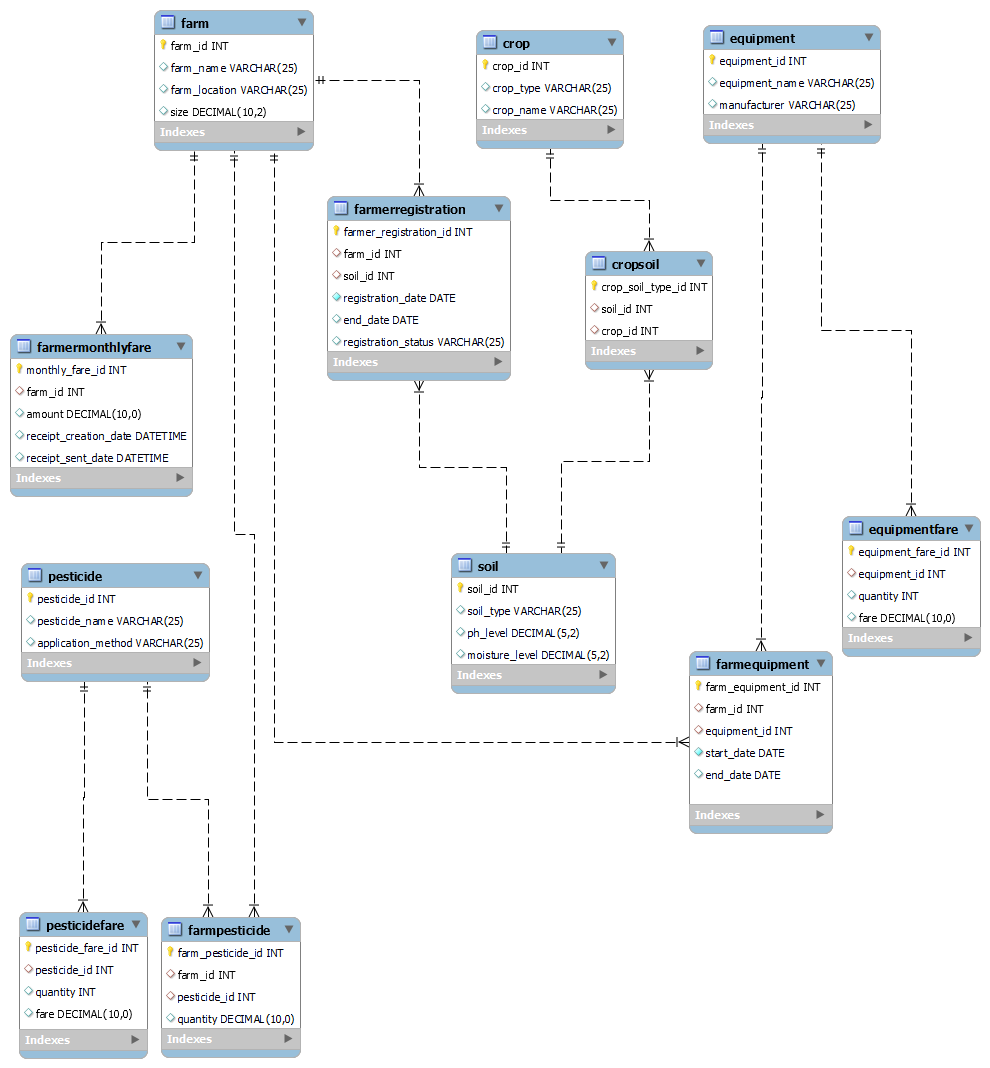 farm
farm_id INT
farm_name VARCHAR(25)
farm_location VARCHAR(25)
size DECIMAL(10,2)
Indexes
crop
crop_id INT
crop_type VARCHAR(25)
crop_name VARCHAR(25)
Indexes
equipment
equipment_id INT
equipment_name VARCHAR(25)
manufacturer VARCHAR(25)
Indexes
farmerregistration
farmer_registration_id INT
farm_id INT
soil_id INT
registration_date DATE
end_date DATE
registration_status VARCHAR(25)
Indexes
cropsoil
crop_soil_type_id INT
soil_id INT
crop_id INT
Indexes
farmermonthlyfare
monthly_fare_id INT
farm_id INT
amount DECIMAL(10,0)
receipt_creation_date DATETIME
receipt_sent_date DATETIME
Indexes
equipmentfare
equipment_fare_id INT
equipment_id INT
quantity INT
fare DECIMAL(10,0)
Indexes
pesticide
pesticide_id INT
pesticide_name VARCHAR(25)
application_method VARCHAR(25)
Indexes
soil
soil_id INT
soil_type VARCHAR(25)
ph_level DECIMAL(5,2)
moisture_level DECIMAL(5,2)
Indexes
farmequipment
farm_equipment_id INT
farm_id INT
equipment_id INT
start_date DATE
end_date DATE
Indexes
pesticidefare
pesticide_fare_id INT
pesticide_id INT
quantity INT
fare DECIMAL(10,0)
Indexes
farmpesticide
farm_pesticide_id INT
farm_id INT
pesticide_id INT
quantity DECIMAL(10,0)
Indexes